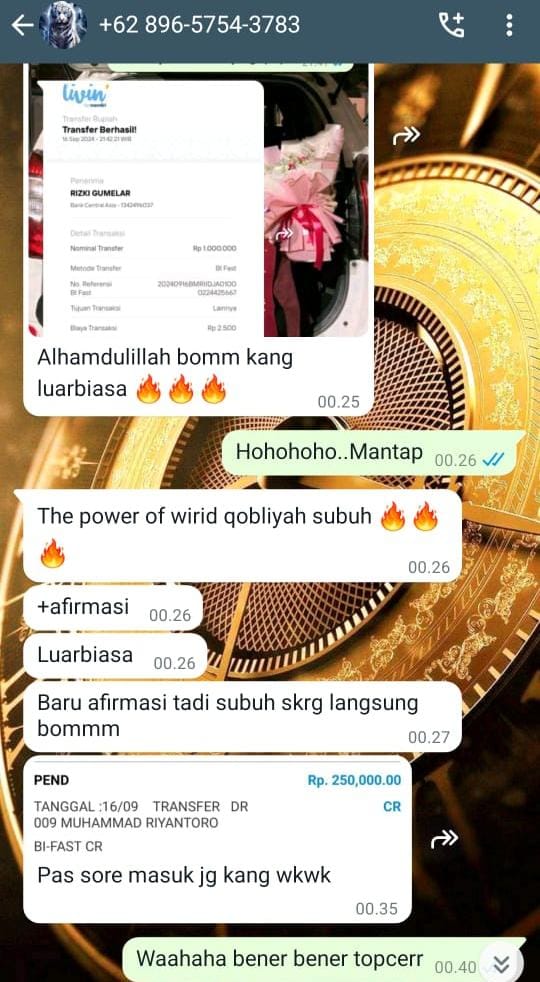 +62 896-5754-3783
livin'
by mandiri
Transfer Rupiah
Transfer Berhasil!
16 Sep 2024 - 21:42:21 WIB
Penerima
RIZKI GUMELAR
Bank Central Asia - 1342496037
Detail Transaksi
Nominal Transfer Rp 1.000.000
Metode Transfer BI Fast
No. Referensi 20240916BMRIIDJA010O
BI Fast 0224425667
Tujuan Transaksi Lainnya
Biaya Transaksi Rp 2.500
Alhamdulillah bomm kang
luarbiasa 🔥🔥🔥
00.25
Hohohoho..Mantap 00.26
The power of wirid qobliyah subuh 🔥🔥
🔥
00.26
+afirmasi 00.26
Luarbiasa 00.26
Baru afirmasi tadi subuh skrg langsung
bommm
00.27
PEND Rp. 250,000.00
TANGGAL :16/09 TRANSFER DR CR
009 MUHAMMAD RIYANTORO
BI-FAST CR
Pas sore masuk jg kang wkwk
00.35
Waahaha bener bener topcerr 00.40